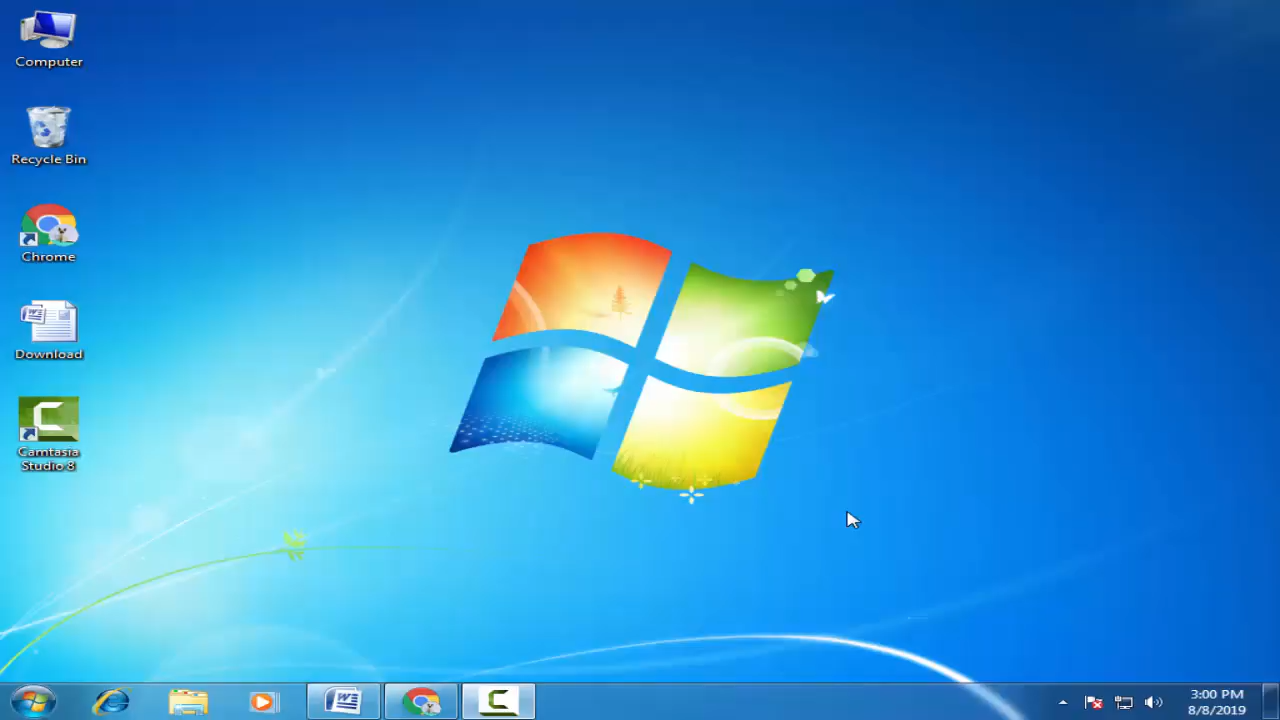 Computer
Recycle Bin
Chrome
Download
Camtasia
Studio 8
3:00 PM
8/8/2019